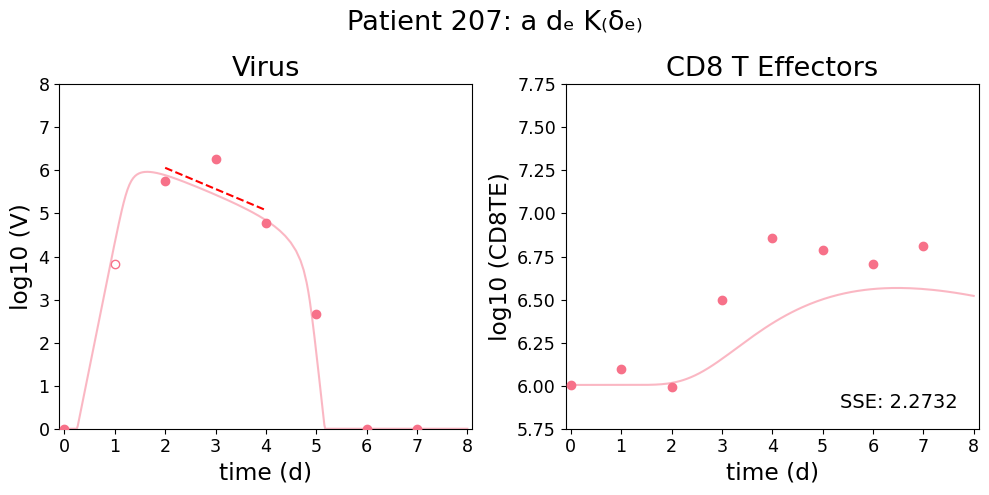 Patient 207: a dₑ K₍δₑ₎
Virus
CD8 T Effectors
log10 (V)
8
7
6
5
4
3
2
1
0
0 1 2 3 4 5 6 7 8
time (d)
log10 (CD8TE)
7.75
7.50
7.25
7.00
6.75
6.50
6.25
6.00
5.75
SSE: 2.2732
0 1 2 3 4 5 6 7 8
time (d)